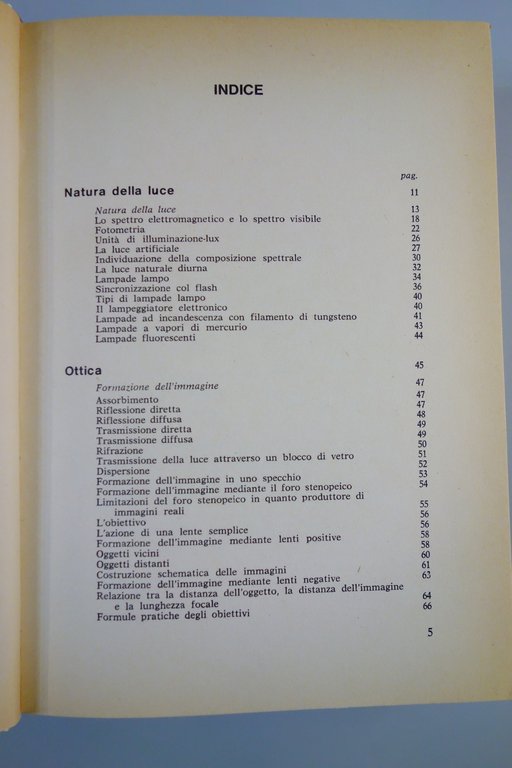 INDICE
pag.
Natura della luce 11
Natura della luce 13
Lo spettro elettromagnetico e lo spettro visibile 18
Fotometria 22
Unità di illuminazione-lux 26
La luce artificiale 27
Individuazione della composizione spettrale 30
La luce naturale diurna 32
Lampade lampo 34
Sincronizzazione col flash 36
Tipi di lampade lampo 40
Il lampeggiatore elettronico 40
Lampade ad incandescenza con filamento di tungsteno 41
Lampade a vapori di mercurio 43
Lampade fluorescenti 44
Ottica 45
Formazione dell'immagine 47
Assorbimento 47
Riflessione diretta 47
Riflessione diffusa 48
Trasmissione diretta 49
Trasmissione diffusa 49
Rifrazione 50
Trasmissione della luce attraverso un blocco di vetro 51
Dispersione 52
Formazione dell'immagine in uno specchio 53
Formazione dell'immagine mediante il foro stenopeico 54
Limitazioni del foro stenopeico in quanto produttore di
immagini reali 55
L'obiettivo 56
L'azione di una lente semplice 56
Formazione dell'immagine mediante lenti positive 58
Oggetti vicini 58
Oggetti distanti 60
Costruzione schematica delle immagini 61
Formazione dell'immagine mediante lenti negative 63
Relazione tra la distanza dell'oggetto, la distanza dell'immagine
e la lunghezza focale 64
Formule pratiche degli obiettivi 66
5